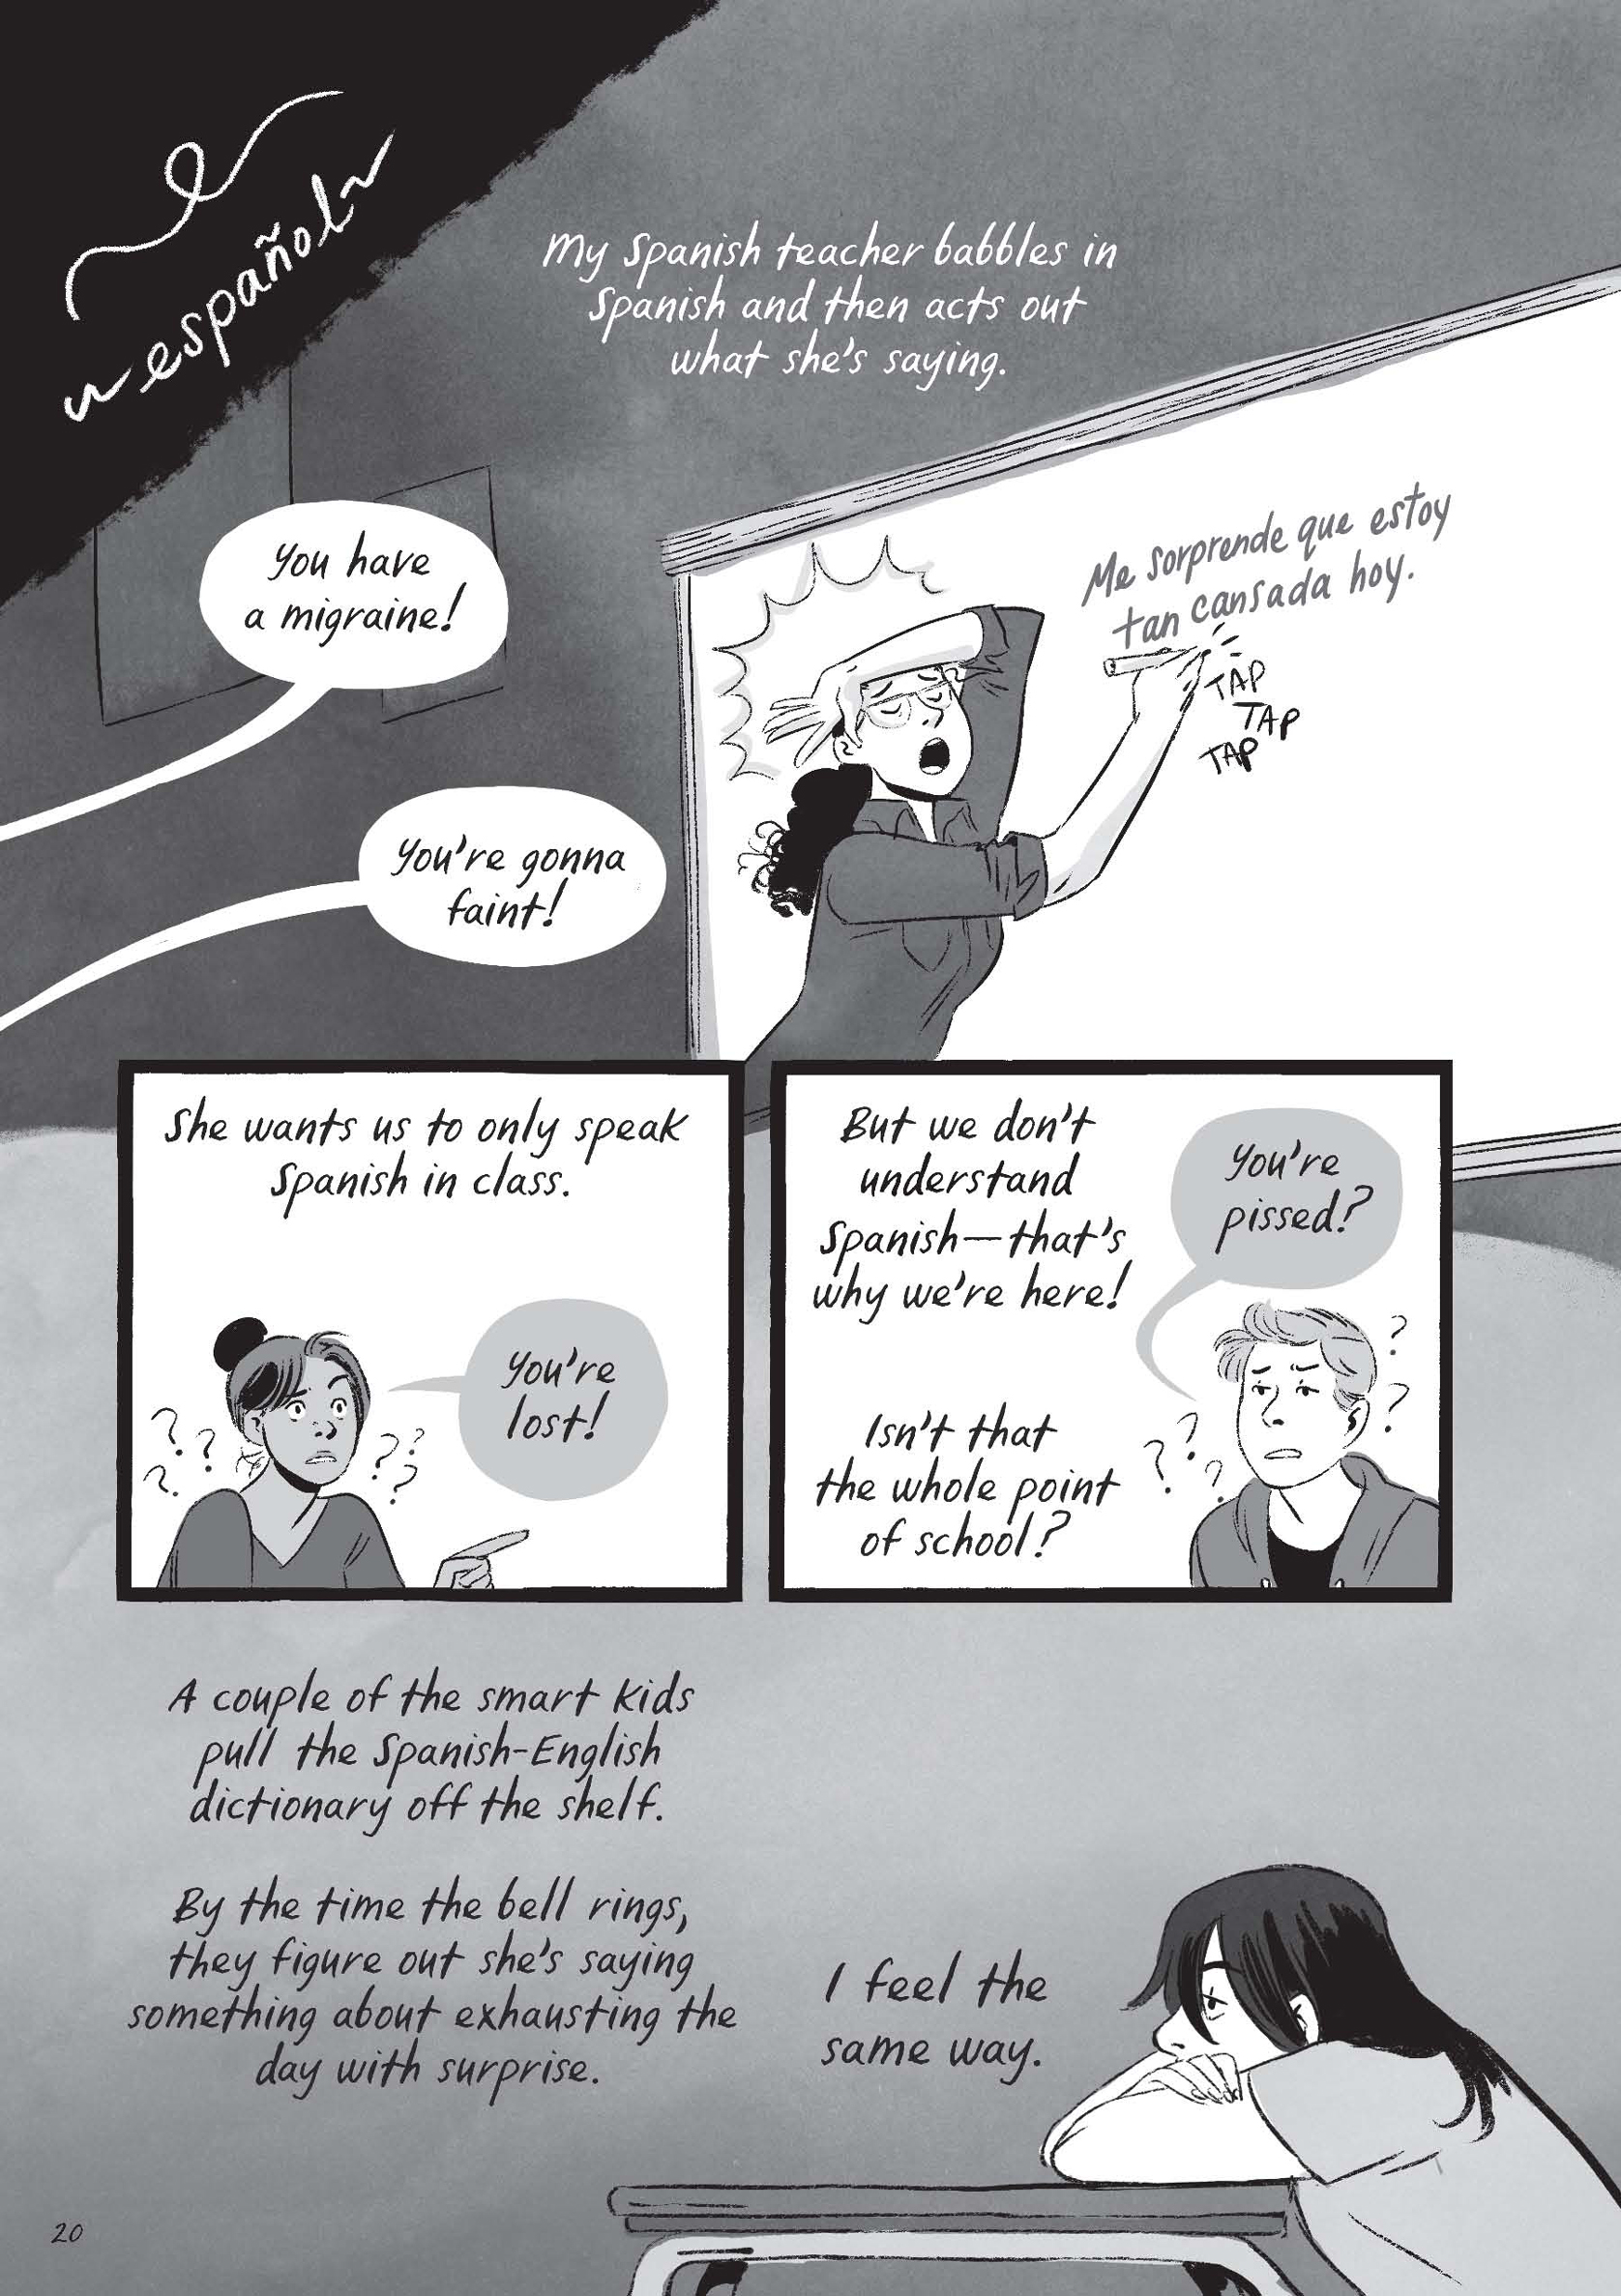 español
My Spanish teacher babbles in
Spanish and then acts out
what she's saying.
You have
a migraine!
Me sorprende que estoy
tan cansada hoy.
TAP
TAP
TAP
You're gonna
faint!
She wants us to only speak
Spanish in class.
You're
lost!
But we don't
understand
Spanish—that's
why we're here!
You're
pissed?
Isn't that
the whole point
of school?
? ? ? ? ? ?
? ? ? ? ?
A couple of the smart kids
pull the Spanish-English
dictionary off the shelf.
By the time the bell rings,
they figure out she's saying
something about exhausting the
day with surprise.
I feel the
same way.
20